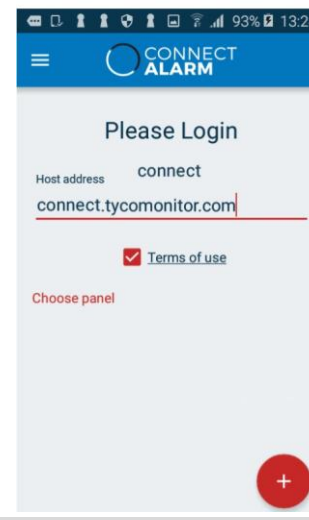 93% 13:2
CONNECT
ALARM
Please Login
Host address
connect
connect.tycomonitor.com
Terms of use
Choose panel
+